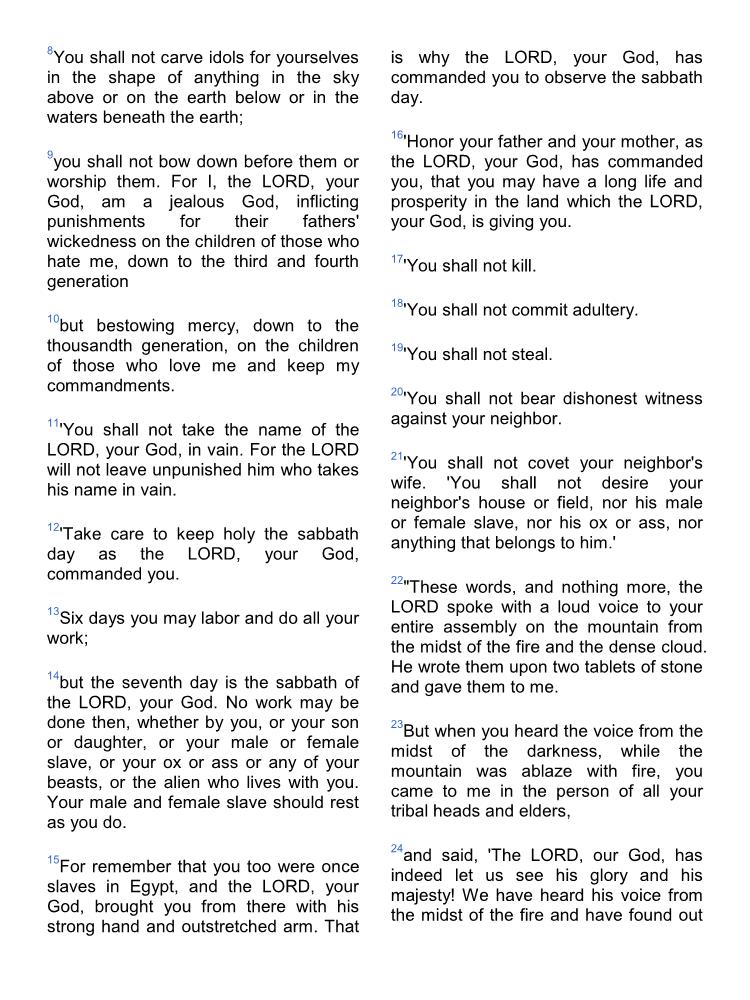 8You shall not carve idols for yourselves
in the shape of anything in the sky
above or on the earth below or in the
waters beneath the earth;
9you shall not bow down before them or
worship them. For I, the LORD, your
God, am a jealous God, inflicting
punishments for their fathers'
wickedness on the children of those who
hate me, down to the third and fourth
generation
10but bestowing mercy, down to the
thousandth generation, on the children
of those who love me and keep my
commandments.
11'You shall not take the name of the
LORD, your God, in vain. For the LORD
will not leave unpunished him who takes
his name in vain.
12'Take care to keep holy the sabbath
day as the LORD, your God,
commanded you.
13Six days you may labor and do all your
work;
14but the seventh day is the sabbath of
the LORD, your God. No work may be
done then, whether by you, or your son
or daughter, or your male or female
slave, or your ox or ass or any of your
beasts, or the alien who lives with you.
Your male and female slave should rest
as you do.
15For remember that you too were once
slaves in Egypt, and the LORD, your
God, brought you from there with his
strong hand and outstretched arm. That
is why the LORD, your God, has
commanded you to observe the sabbath
day.
16'Honor your father and your mother, as
the LORD, your God, has commanded
you, that you may have a long life and
prosperity in the land which the LORD,
your God, is giving you.
17'You shall not kill.
18'You shall not commit adultery.
19'You shall not steal.
20'You shall not bear dishonest witness
against your neighbor.
21'You shall not covet your neighbor's
wife. 'You shall not desire your
neighbor's house or field, nor his male
or female slave, nor his ox or ass, nor
anything that belongs to him.'
22"These words, and nothing more, the
LORD spoke with a loud voice to your
entire assembly on the mountain from
the midst of the fire and the dense cloud.
He wrote them upon two tablets of stone
and gave them to me.
23But when you heard the voice from the
midst of the darkness, while the
mountain was ablaze with fire, you
came to me in the person of all your
tribal heads and elders,
24and said, 'The LORD, our God, has
indeed let us see his glory and his
majesty! We have heard his voice from
the midst of the fire and have found out